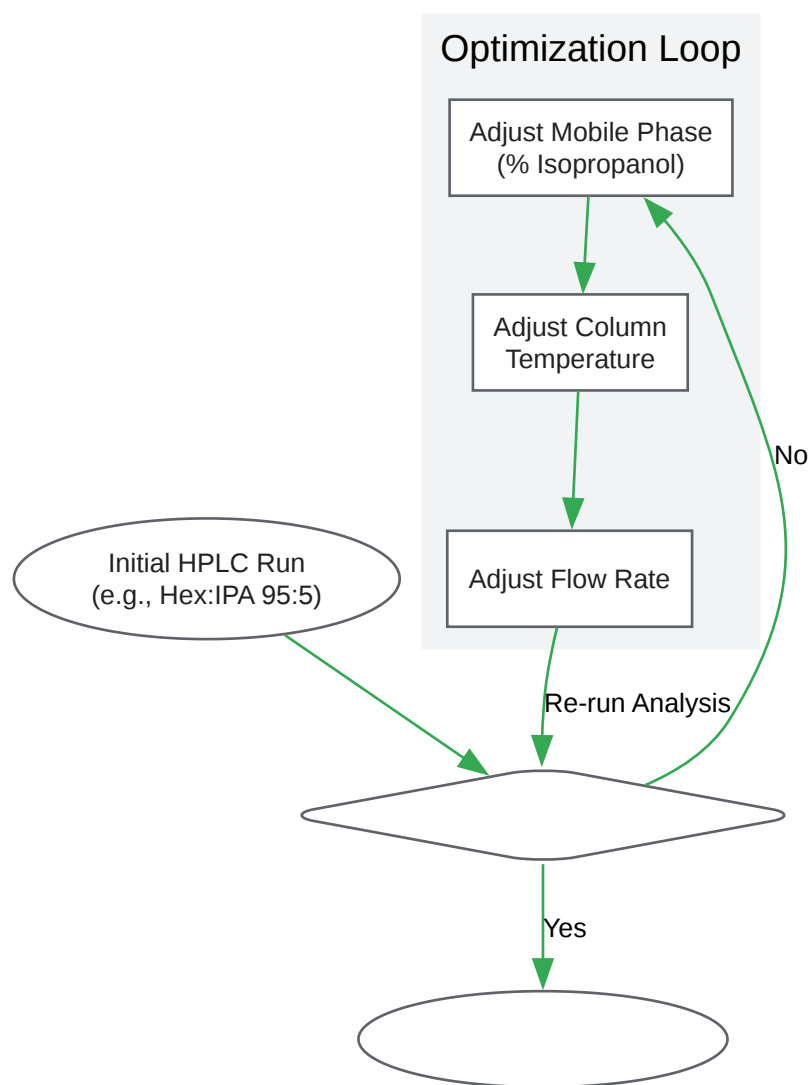 Optimization Loop
Adjust Mobile Phase
(% Isopropanol)
Adjust Column
Temperature
No
Initial HPLC Run
(e.g., Hex:IPA 95:5)
Adjust Flow Rate
Re-run Analysis
Yes